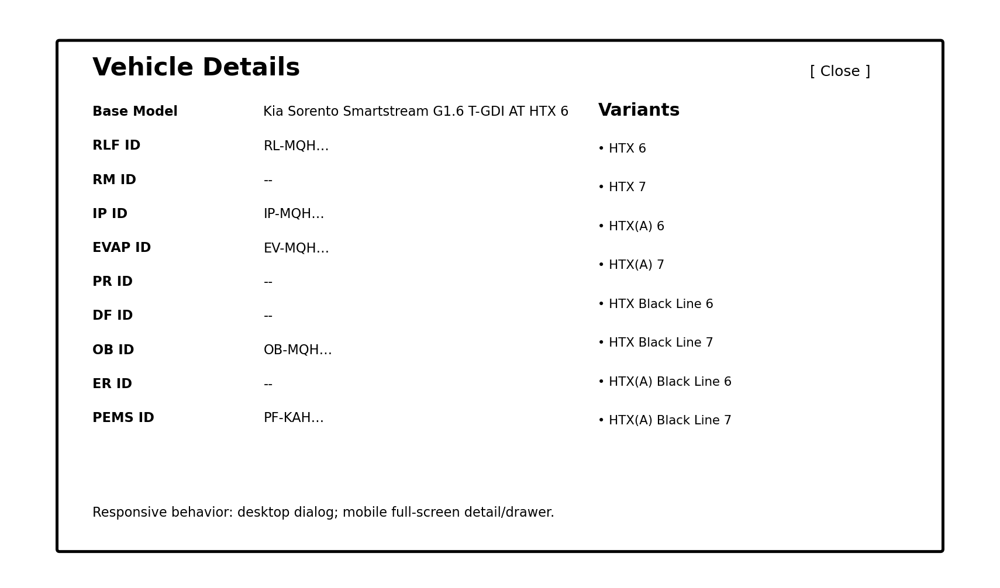 Vehicle Details
[ Close ]
Base Model Kia Sorento Smartstream G1.6 T-GDI AT HTX 6
RLF ID RL-MQH...
RM ID --
IP ID IP-MQH...
EVAP ID EV-MQH...
PR ID --
DF ID --
OB ID OB-MQH...
ER ID --
PEMS ID PF-KAH...
Variants
• HTX 6
• HTX 7
• HTX(A) 6
• HTX(A) 7
• HTX Black Line 6
• HTX Black Line 7
• HTX(A) Black Line 6
• HTX(A) Black Line 7
Responsive behavior: desktop dialog; mobile full-screen detail/drawer.